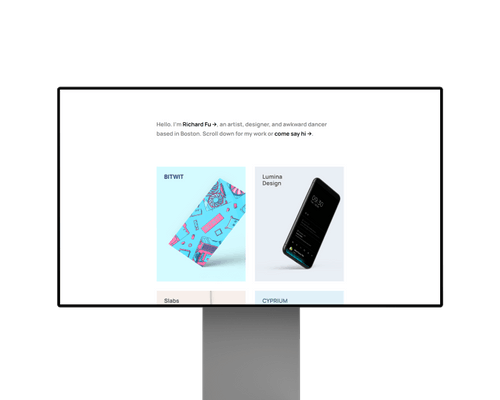 Hello. I'm Richard Fu →, an artist, designer, and awkward dancer
based in Boston. Scroll down for my work or come say hi →.
BITWIT
Lumina
Design
Slabs
CYPRIUM